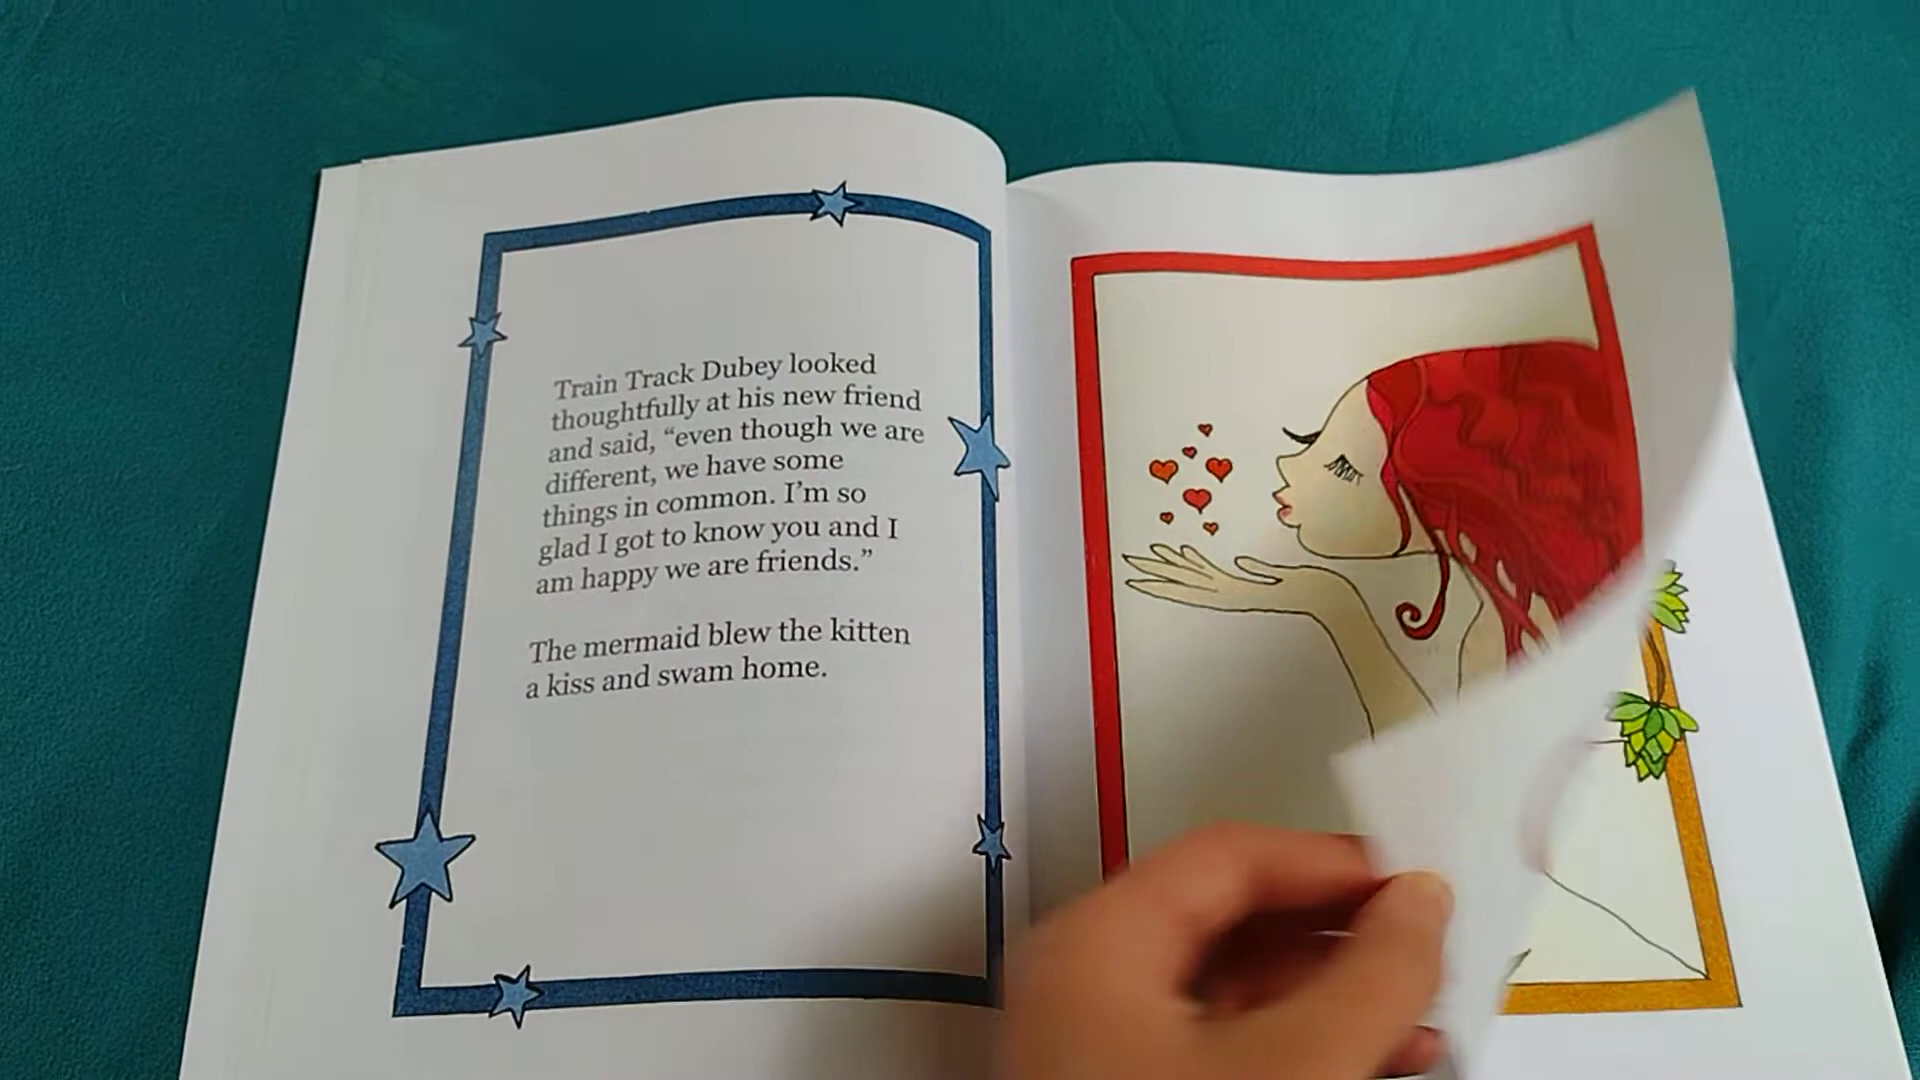 Train Track Dubey looked
thoughtfully at his new friend
and said, “even though we are
different, we have some
things in common. I’m so
glad I got to know you and I
am happy we are friends.”
The mermaid blew the kitten
a kiss and swam home.